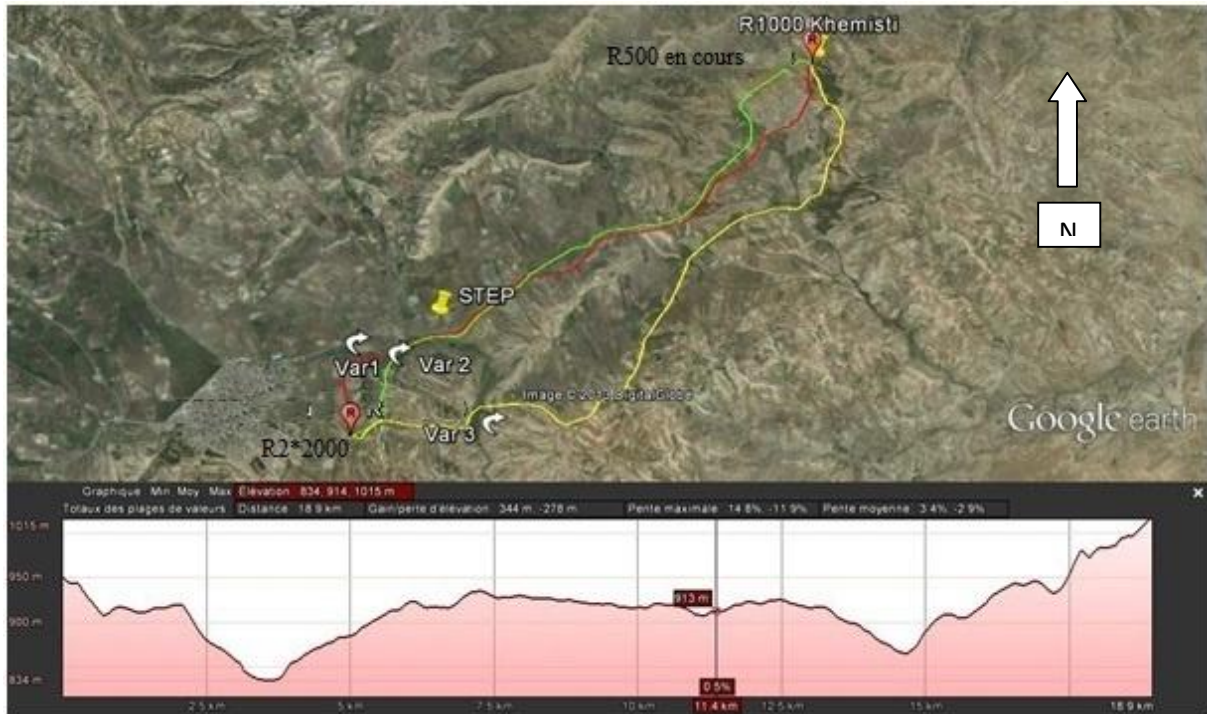 R1000 Khemisti
R500 en cours
N
STEP
Var1
Var 2
Image © 2013 DigitalGlobe
Google earth
Var 3
R2*2000
Graphique Min Moy Max Élévation 834, 914, 1015 m
Totaux des plages de valeurs Distance 18.9 km Gain/perte d'élévation 344 m, -278 m Pente maximale 14.8%, -11.9% Pente moyenne 3.4%, -2.9%
1015 m
950 m
913 m
900 m
834 m
0.5%
2.5 km 5 km 7.5 km 10 km 11.4 km 12.5 km 15 km 18.9 km